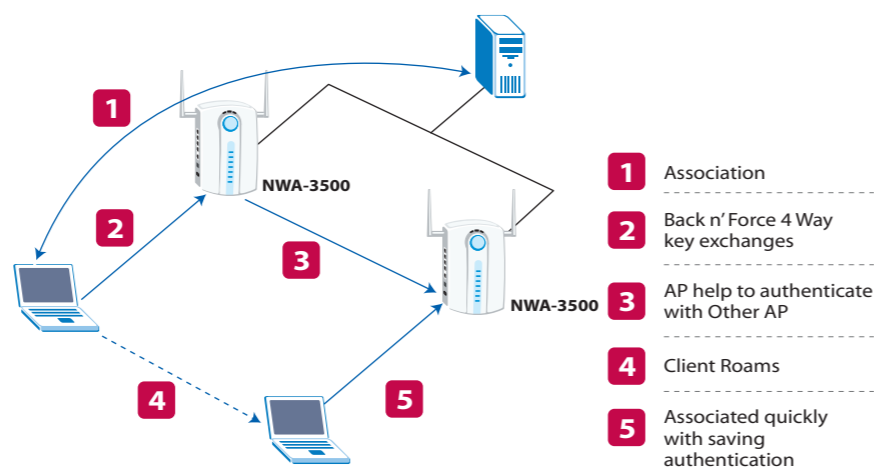 1
NWA-3500
2
3
NWA-3500
4
5
1 Association
2 Back n' Force 4 Way
key exchanges
3 AP help to authenticate
with Other AP
4 Client Roams
5 Associated quickly
with saving
authentication